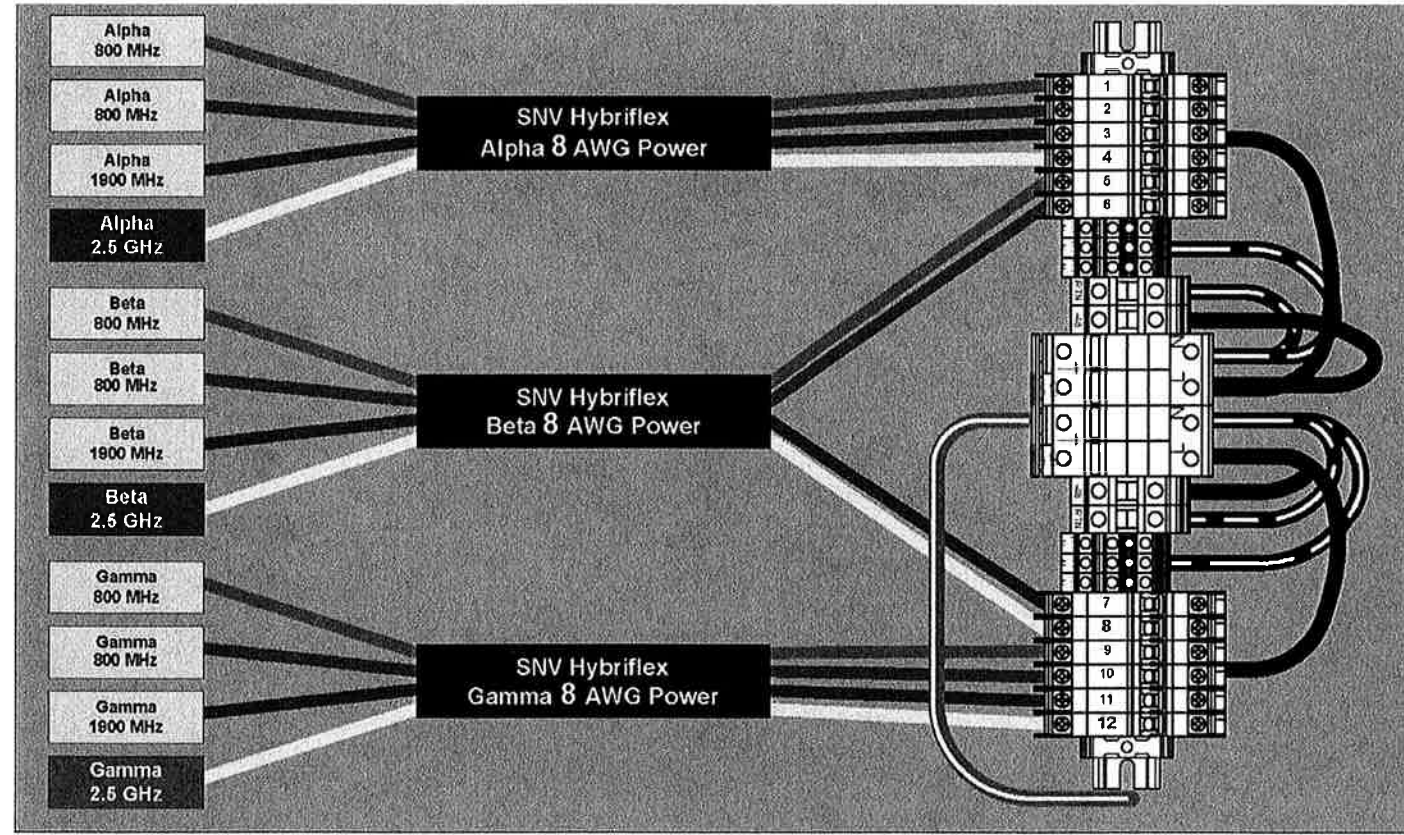 Alpha
800 MHz
Alpha
800 MHz
Alpha
1900 MHz
Alpha
2.5 GHz
SNV Hybriflex
Alpha 8 AWG Power
Beta
800 MHz
Beta
800 MHz
Beta
1900 MHz
Beta
2.5 GHz
SNV Hybriflex
Beta 8 AWG Power
Gamma
800 MHz
Gamma
800 MHz
Gamma
1900 MHz
Gamma
2.5 GHz
SNV Hybriflex
Gamma 8 AWG Power
1
2
3
4
5
6
RTN
N
L
N
L
RTN
7
8
9
10
11
12